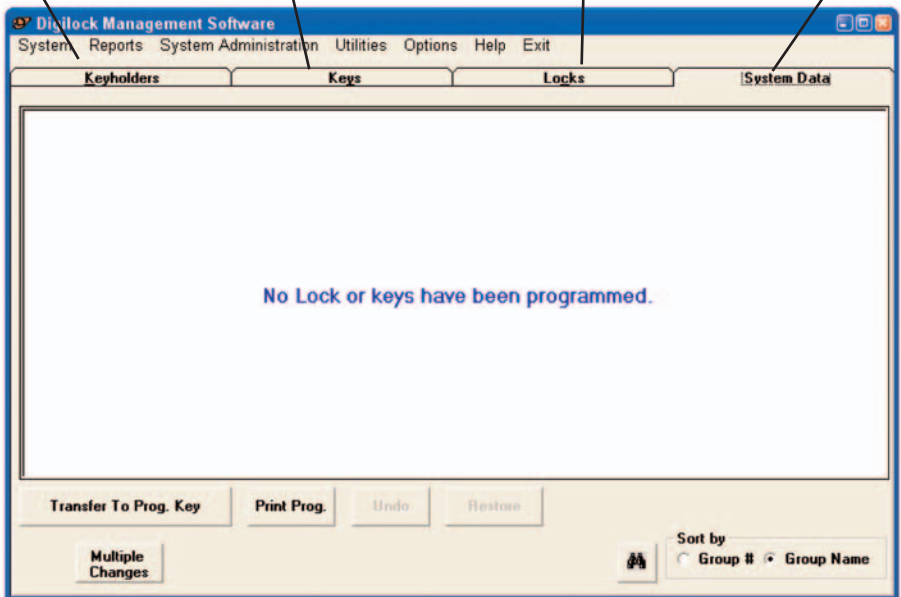 Digilock Management Software
System Reports System Administration Utilities Options Help Exit
Keyholders Keys Locks System Data
No Lock or keys have been programmed.
Transfer To Prog. Key Print Prog. Undo Restore
Sort by
Multiple Changes Group # Group Name